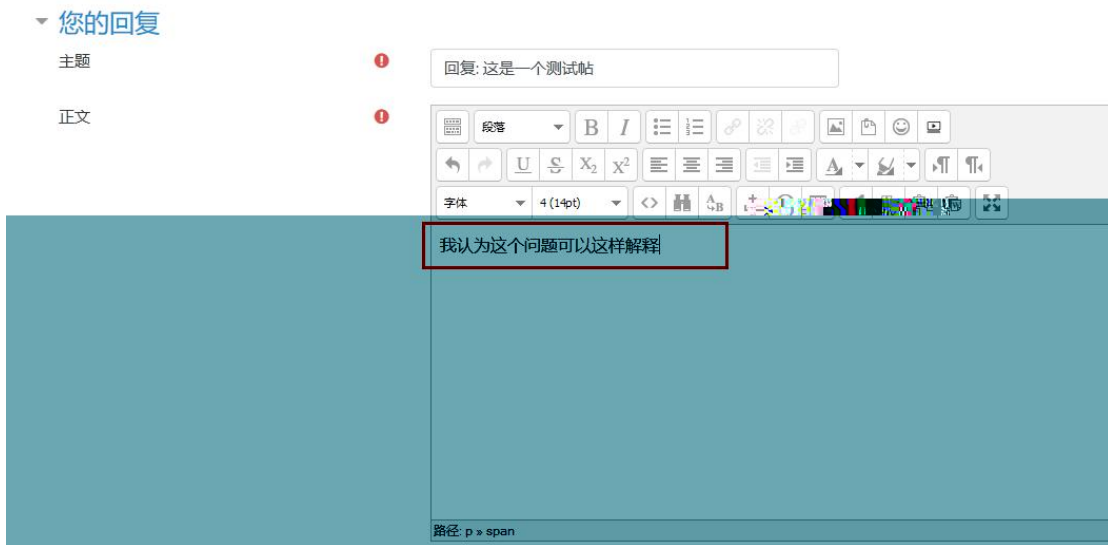 您的回复
主题
回复: 这是一个测试帖
正文
段落
B I
U S X₂ X²
字体 4 (14pt)
我认为这个问题可以这样解释
路径: p » span